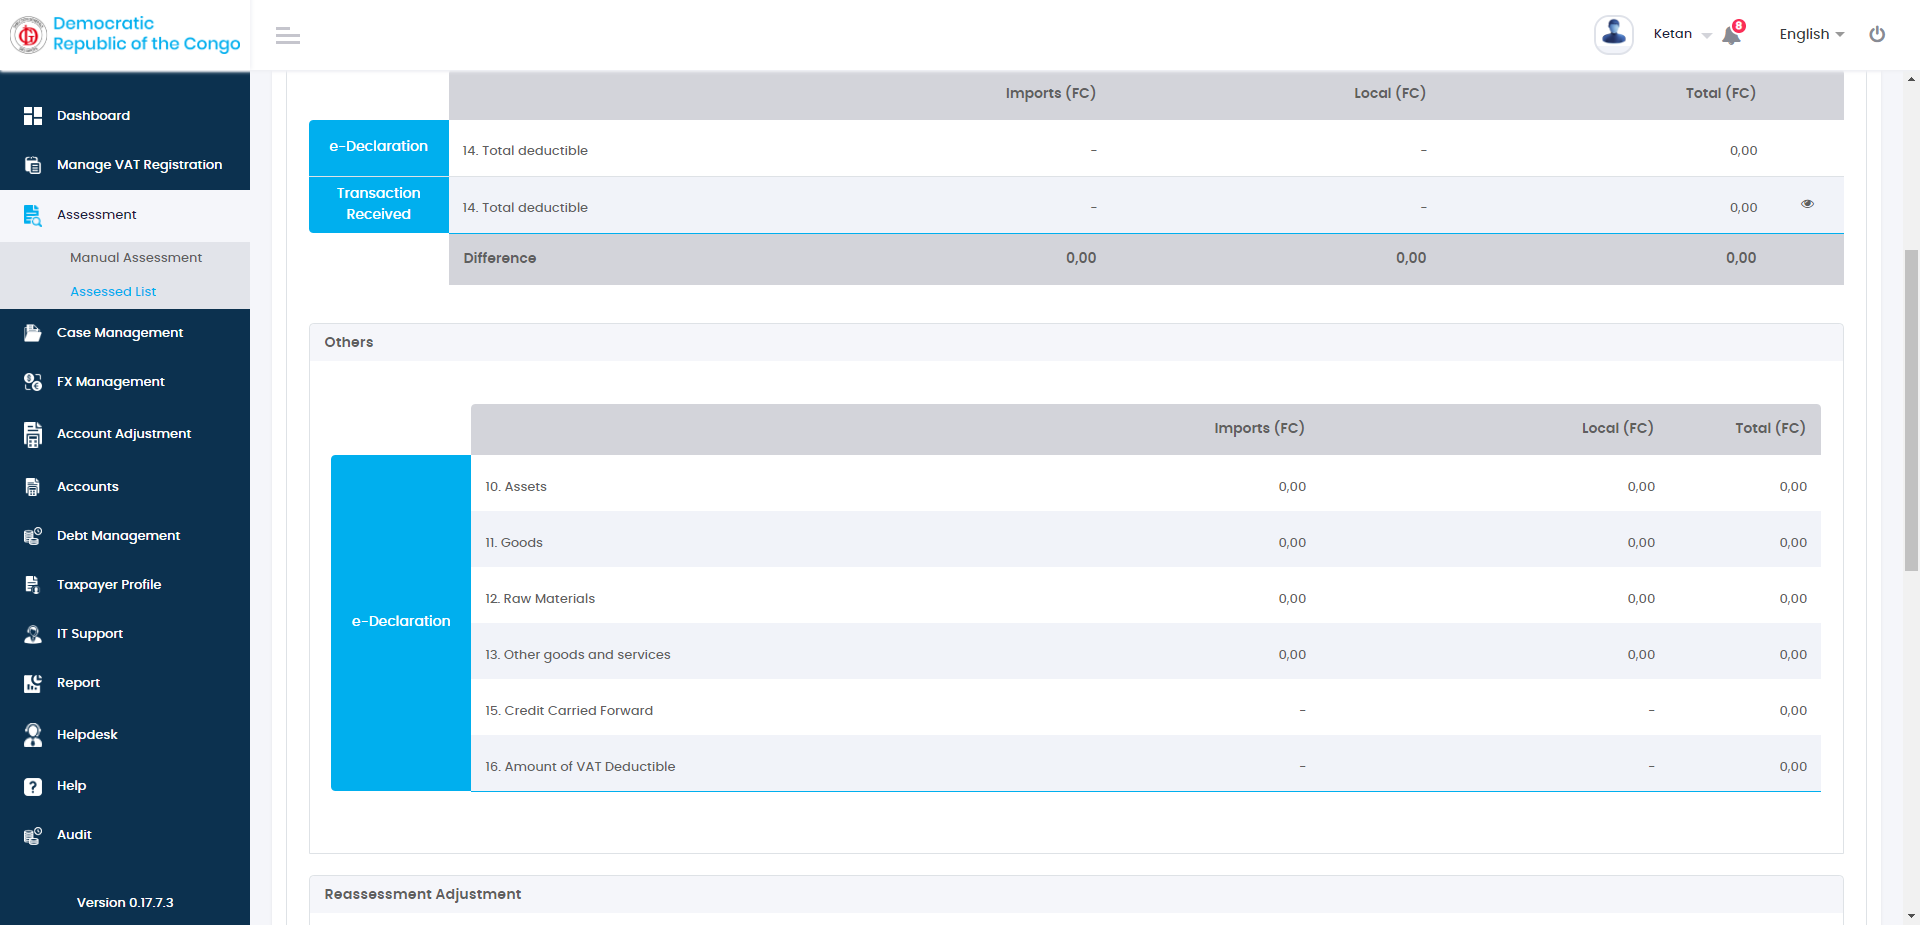 Democratic
Republic of the Congo
Ketan
8
English
Dashboard
Manage VAT Registration
Assessment
Manual Assessment
Assessed List
Case Management
FX Management
Account Adjustment
Accounts
Debt Management
Taxpayer Profile
IT Support
Report
Helpdesk
Help
Audit
Version 0.17.7.3
Imports (FC) Local (FC) Total (FC)
e-Declaration 14. Total deductible - - 0,00
Transaction
Received 14. Total deductible - - 0,00
Difference 0,00 0,00 0,00
Others
Imports (FC) Local (FC) Total (FC)
10. Assets 0,00 0,00 0,00
11. Goods 0,00 0,00 0,00
12. Raw Materials 0,00 0,00 0,00
e-Declaration
13. Other goods and services 0,00 0,00 0,00
15. Credit Carried Forward - - 0,00
16. Amount of VAT Deductible - - 0,00
Reassessment Adjustment